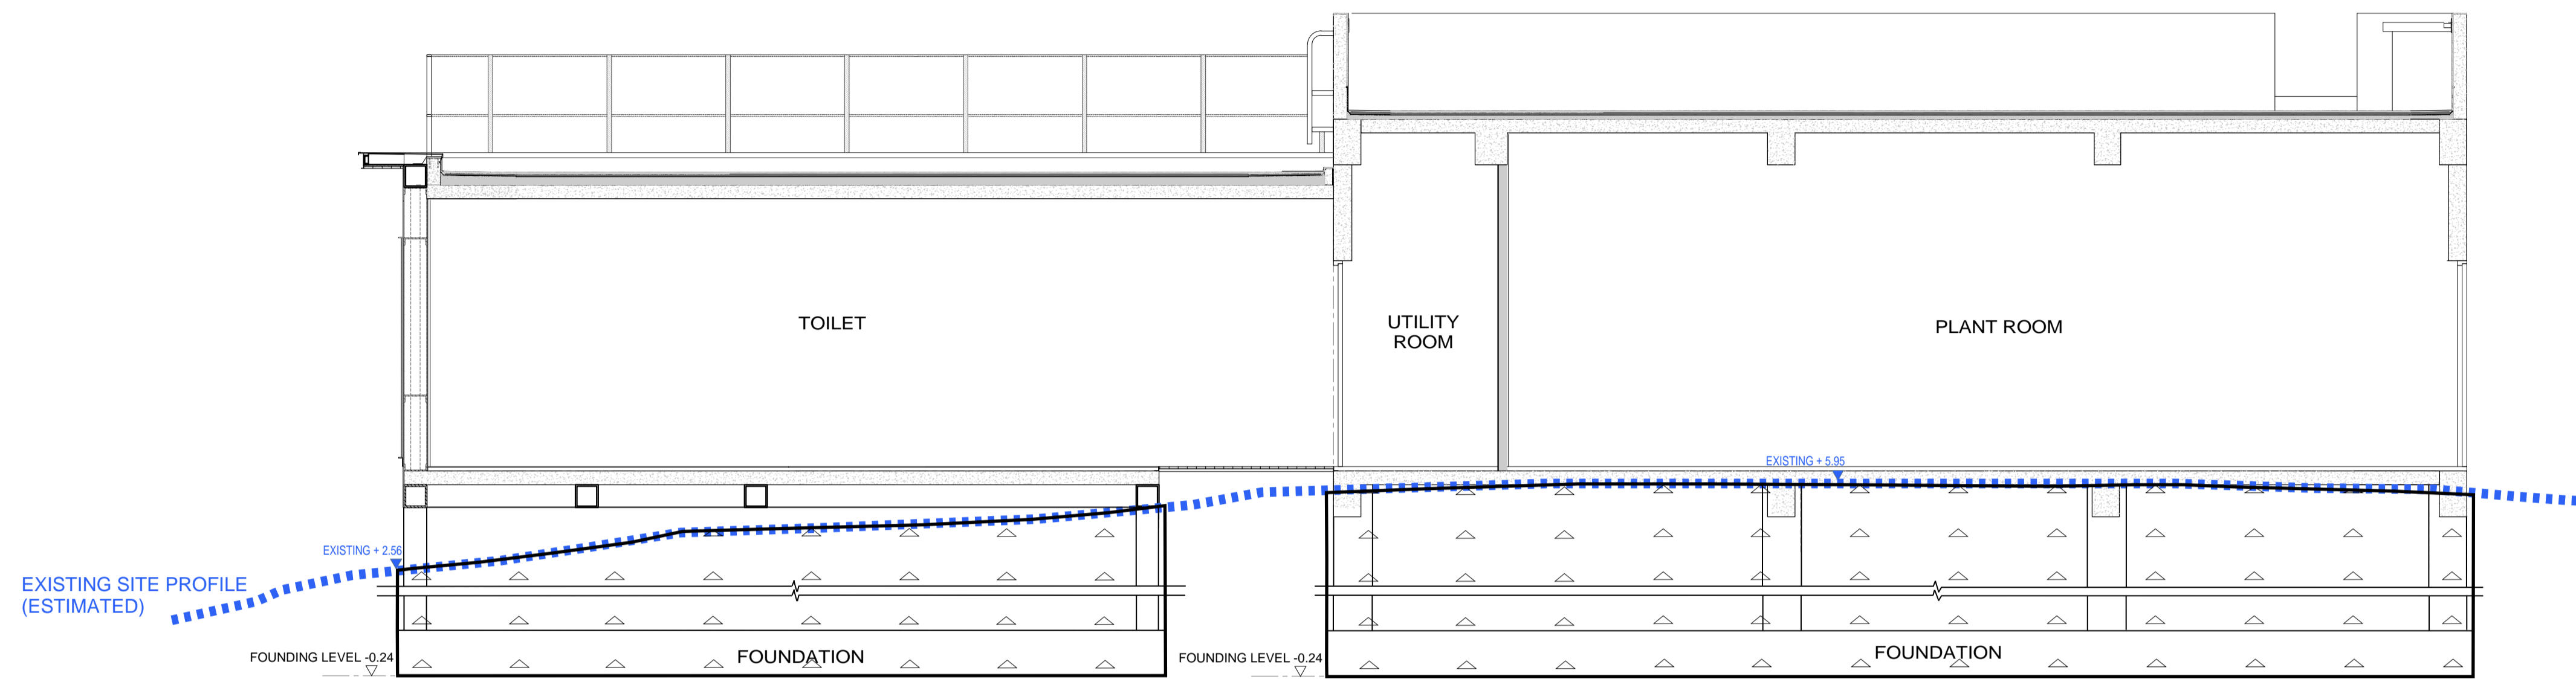 TOILET
UTILITY
ROOM
PLANT ROOM
EXISTING + 5.95
EXISTING + 2.56
EXISTING SITE PROFILE
(ESTIMATED)
FOUNDING LEVEL -0.24
FOUNDATION
FOUNDING LEVEL -0.24
FOUNDATION